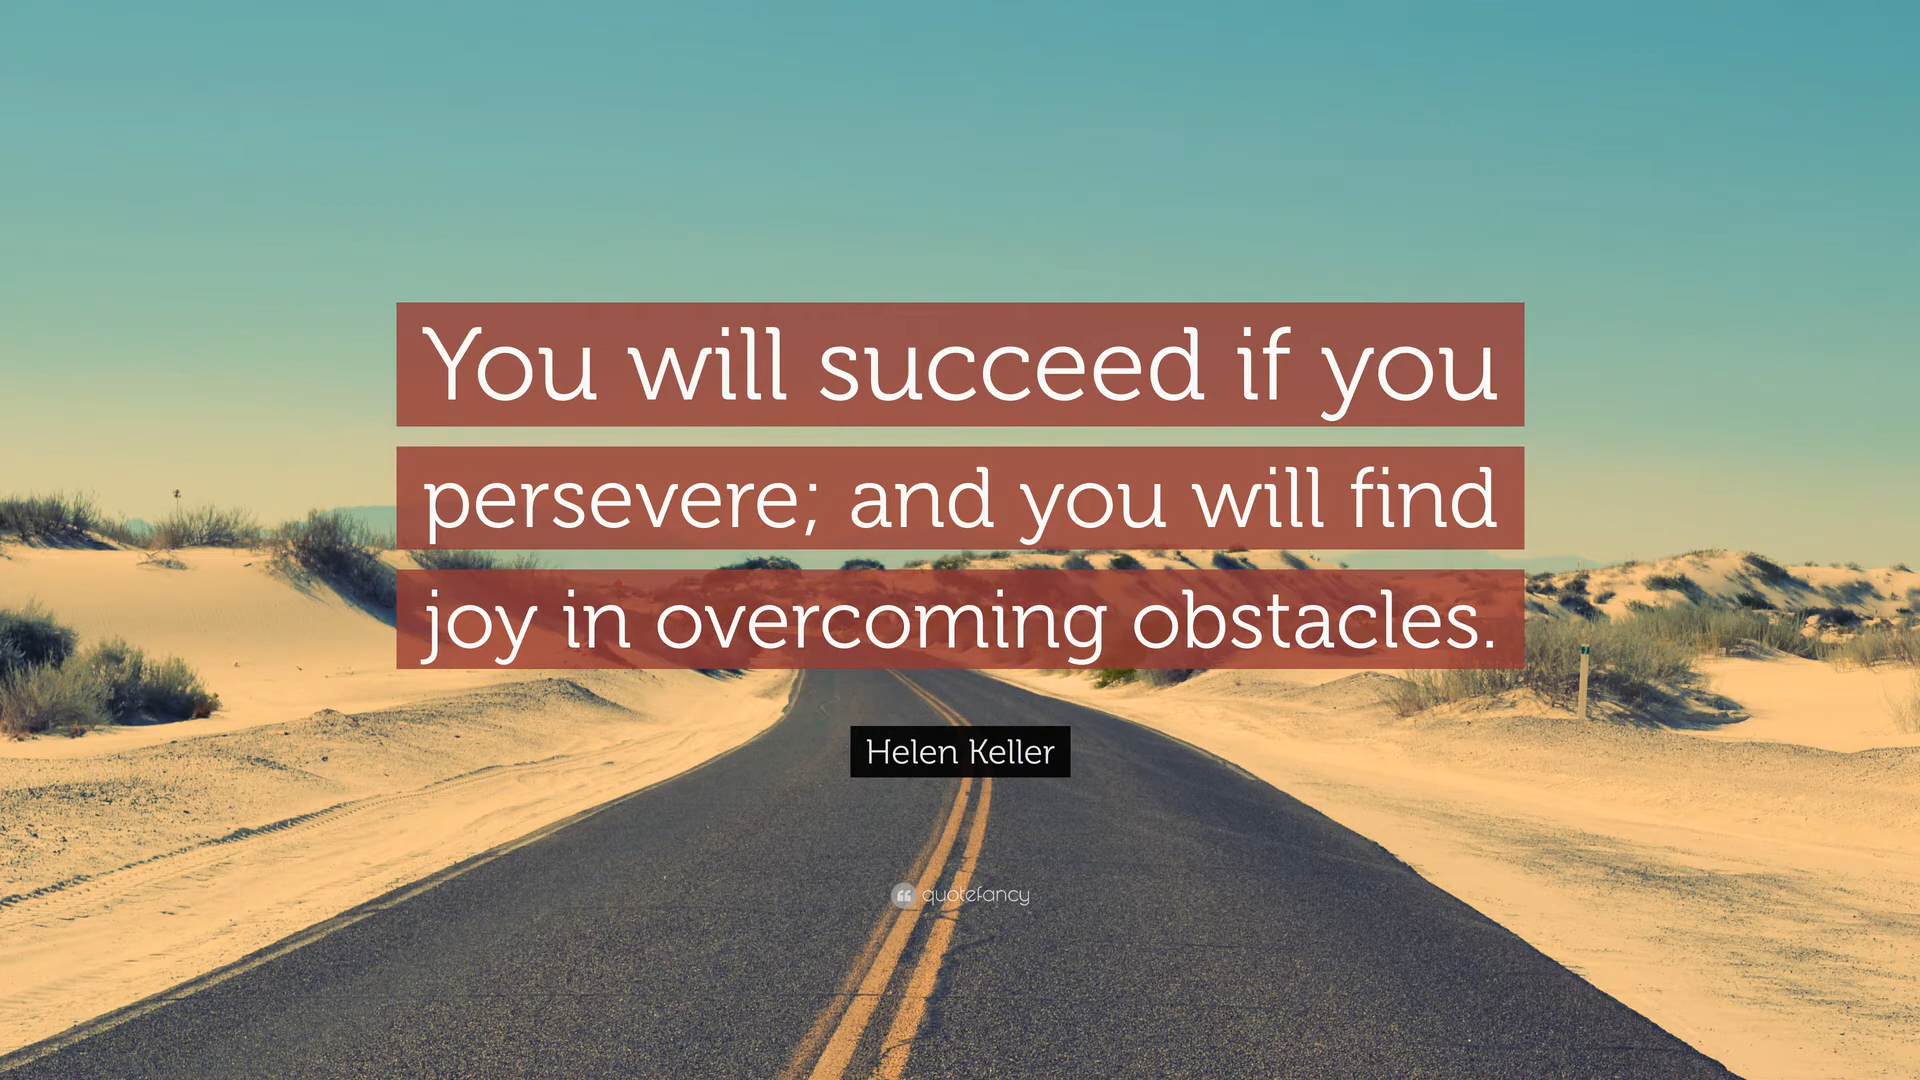 You will succeed if you
persevere; and you will find
joy in overcoming obstacles.
Helen Keller
quotefancy